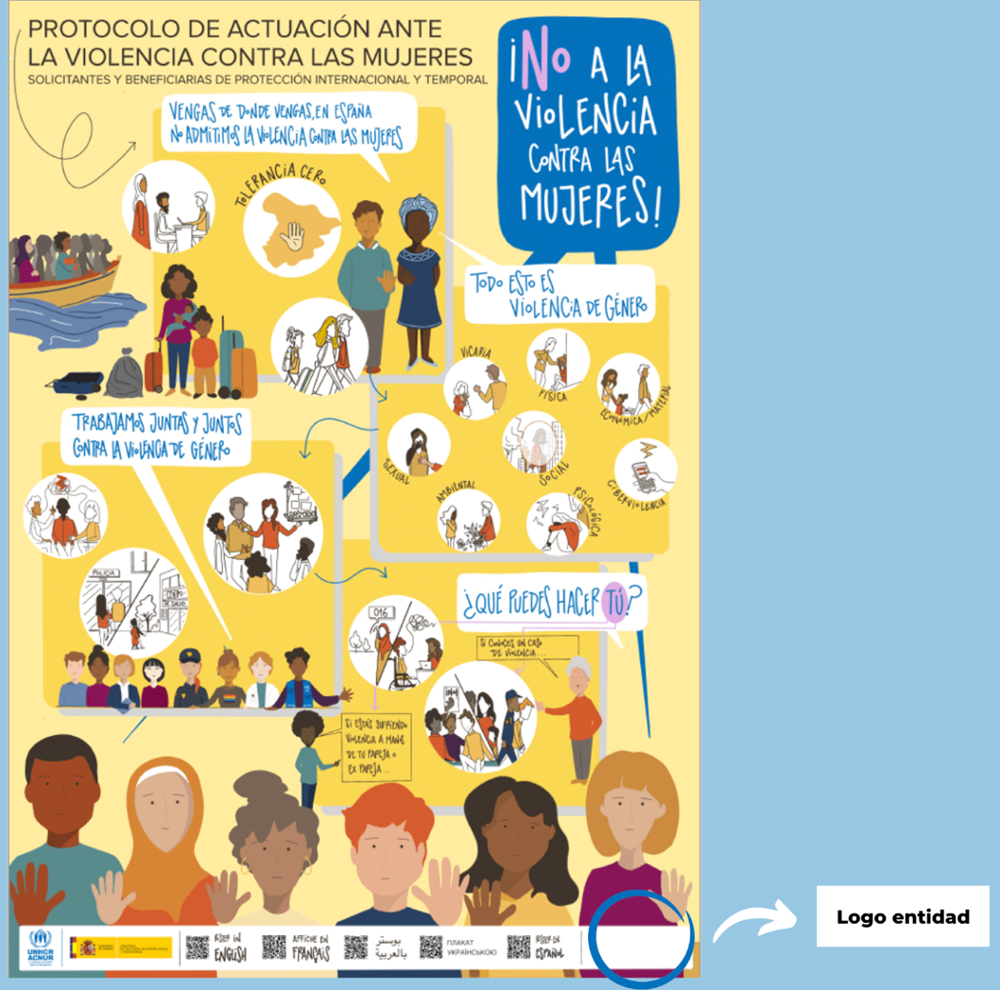 PROTOCOLO DE ACTUACIÓN ANTE
LA VIOLENCIA CONTRA LAS MUJERES
SOLICITANTES Y BENEFICIARIAS DE PROTECCIÓN INTERNACIONAL Y TEMPORAL
¡No A LA
VioLENCiA
CoNTRA LAS
MUJERES!
VENGAS DE DoNDE VENGAS, EN ESPAÑA
No ADMiTiMOS LA VioLENCiA CoNTRA LAS MUJERES
ToLERANCiA CERO
TODO ESTO ES
VioLENCiA DE GÉNERO
ViCARiA
FÍSiCA
ECONÓMiCA / MATERiAL
SEXUAL
SOCiAL
CiBERVioLENCiA
AMBiENTAL
PSiCOLÓGiCA
TRABAJAMoS JUNTAS y JUNToS
CoNTRA LA VioLENCiA DE GÉNERO
POLICÍA
CENTRO
DE SALUD
¿QUÉ PUEDES HACER TÚ?
016
Si CONOCES UN CASO
DE VioLENCiA...
¡No!
Si ESTÁS SUFRiENDo
VioLENCiA A MANoS
DE TU PAREJA o
EX PAREJA...
UNHCR
ACNUR
PóSTER IN
ENGLiSH
AFFiCHE EN
FRANÇAiS
بوستر
بالعربية
ПЛАКАТ
УКРАЇНСЬКОЮ
PóSTER EN
ESPAÑOL
Logo entidad